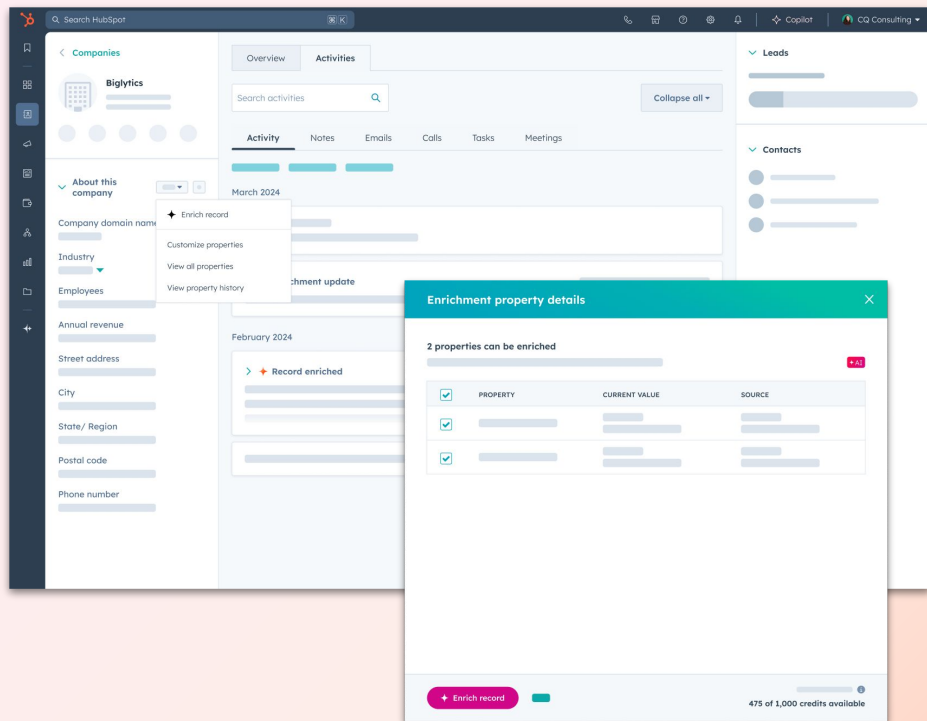 Search HubSpot
⌘ K
Copilot
CQ Consulting
Companies
Biglytics
About this
company
Enrich record
Customize properties
View all properties
View property history
Company domain name
Industry
Employees
Annual revenue
Street address
City
State/ Region
Postal code
Phone number
Overview
Activities
Search activities
Collapse all
Activity
Notes
Emails
Calls
Tasks
Meetings
March 2024
chment update
February 2024
Record enriched
Leads
Contacts
Enrichment property details
2 properties can be enriched
AI
PROPERTY
CURRENT VALUE
SOURCE
Enrich record
475 of 1,000 credits available